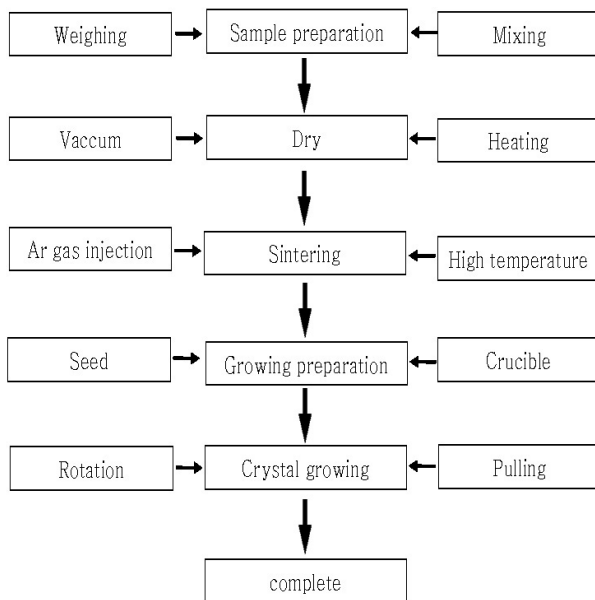 Weighing
Sample preparation
Mixing
Vaccum
Dry
Heating
Ar gas injection
Sintering
High temperature
Seed
Growing preparation
Crucible
Rotation
Crystal growing
Pulling
complete